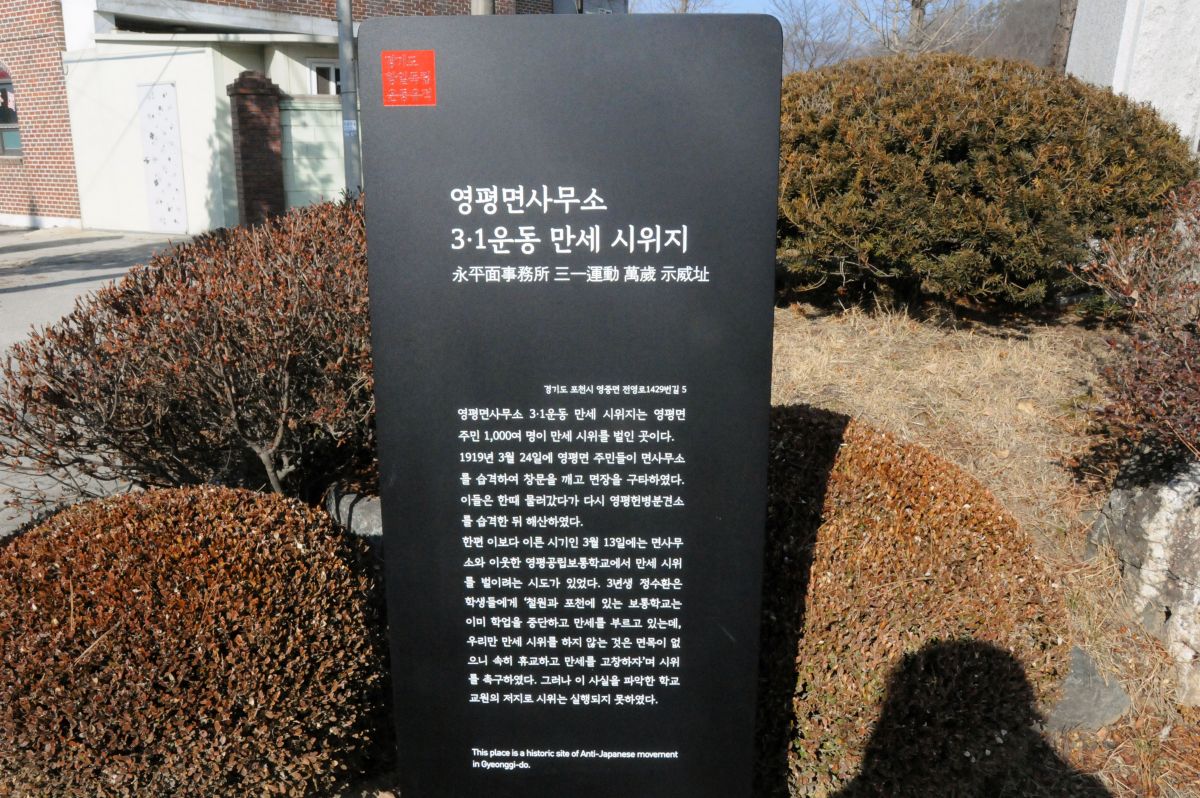 경기도
항일독립
운동유적
영평면사무소
3·1운동 만세 시위지
永平面事務所 三一運動 萬歲 示威址
경기도 포천시 영중면 전영로1429번길 5
영평면사무소 3·1운동 만세 시위지는 영평면
주민 1,000여 명이 만세 시위를 벌인 곳이다.
1919년 3월 24일에 영평면 주민들이 면사무소
를 습격하여 창문을 깨고 면장을 구타하였다.
이들은 한때 물러갔다가 다시 영평헌병분견소
를 습격한 뒤 해산하였다.
한편 이보다 이른 시기인 3월 13일에는 면사무
소와 이웃한 영평공립보통학교에서 만세 시위
를 벌이려는 시도가 있었다. 3년생 정수환은
학생들에게 ‘철원과 포천에 있는 보통학교는
이미 학업을 중단하고 만세를 부르고 있는데,
우리만 만세 시위를 하지 않는 것은 면목이 없
으니 속히 휴교하고 만세를 고창하자’며 시위
를 촉구하였다. 그러나 이 사실을 파악한 학교
교원의 저지로 시위는 실행되지 못하였다.
This place is a historic site of Anti-Japanese movement
in Gyeonggi-do.